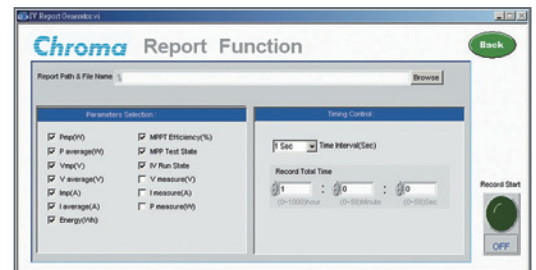 IV Report Generator.vi
Chroma Report Function
Back
Report Path & File Name
Browse
Parameters Selection :
Pmp(W)
P average(W)
Vmp(V)
V average(V)
Imp(A)
I average(A)
Energy(Wh)
MPPT Efficiency(%)
MPP Test State
IV Run State
V measure(V)
I measure(A)
P measure(W)
Timing Control :
1 Sec Time Interval(Sec)
Record Total Time
1 : 0 : 0
(0~1000)hour (0~59)Minute (0~59)Sec
Record Start
OFF